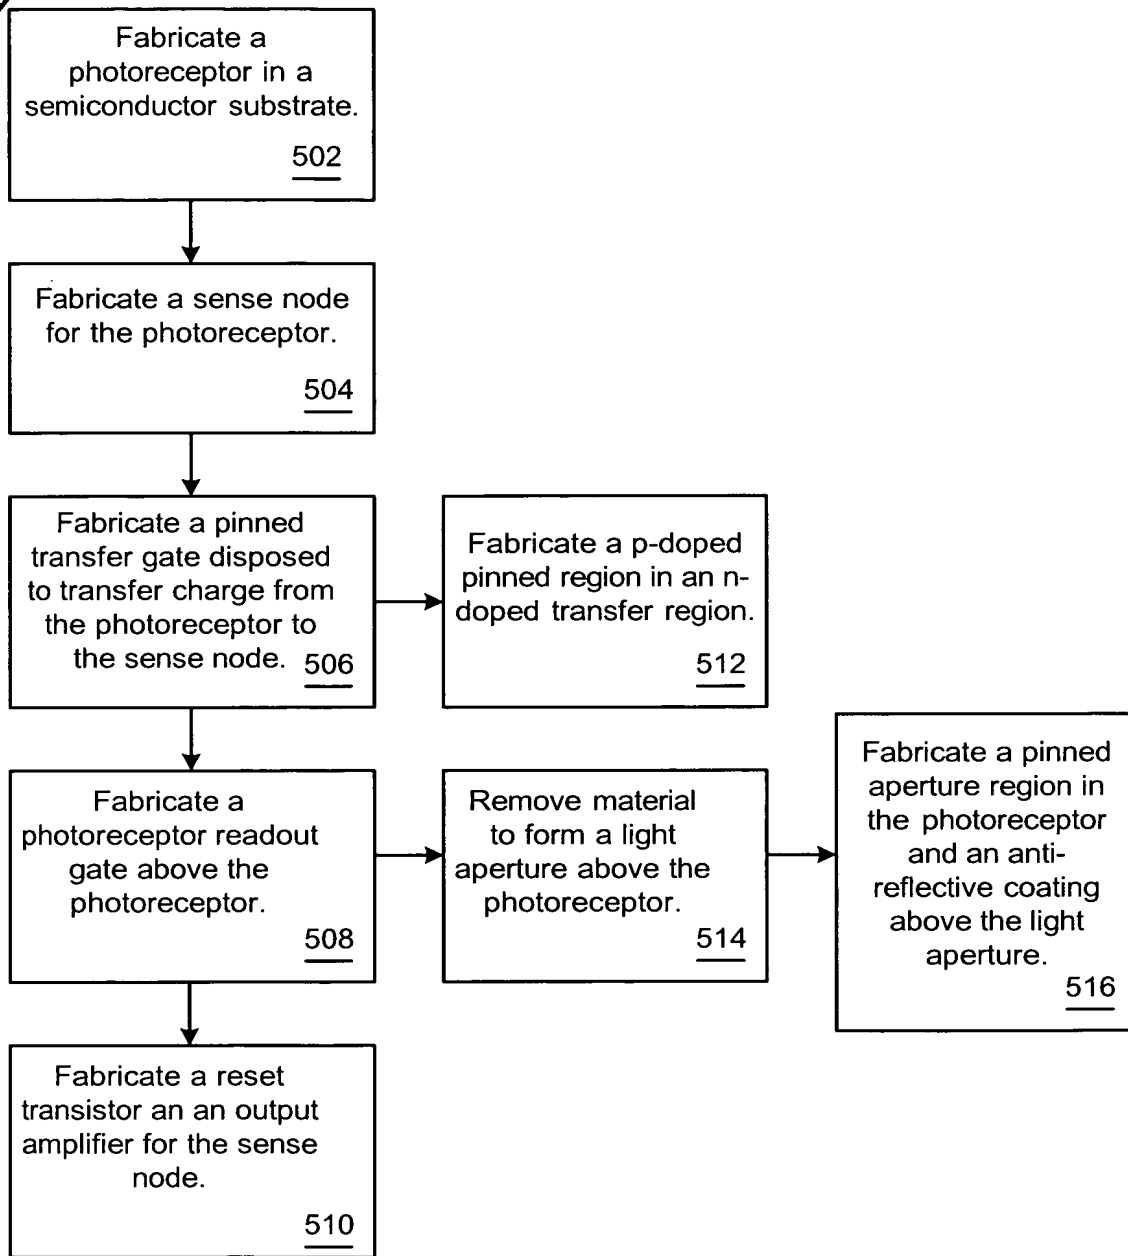 Fabricate a
photoreceptor in a
semiconductor substrate.
502
Fabricate a sense node
for the photoreceptor.
504
Fabricate a pinned
transfer gate disposed
to transfer charge from
the photoreceptor to
the sense node. 506
Fabricate a p-doped
pinned region in an n-
doped transfer region.
512
Fabricate a
photoreceptor readout
gate above the
photoreceptor.
508
Remove material
to form a light
aperture above the
photoreceptor.
514
Fabricate a pinned
aperture region in
the photoreceptor
and an anti-
reflective coating
above the light
aperture.
516
Fabricate a reset
transistor an an output
amplifier for the sense
node.
510